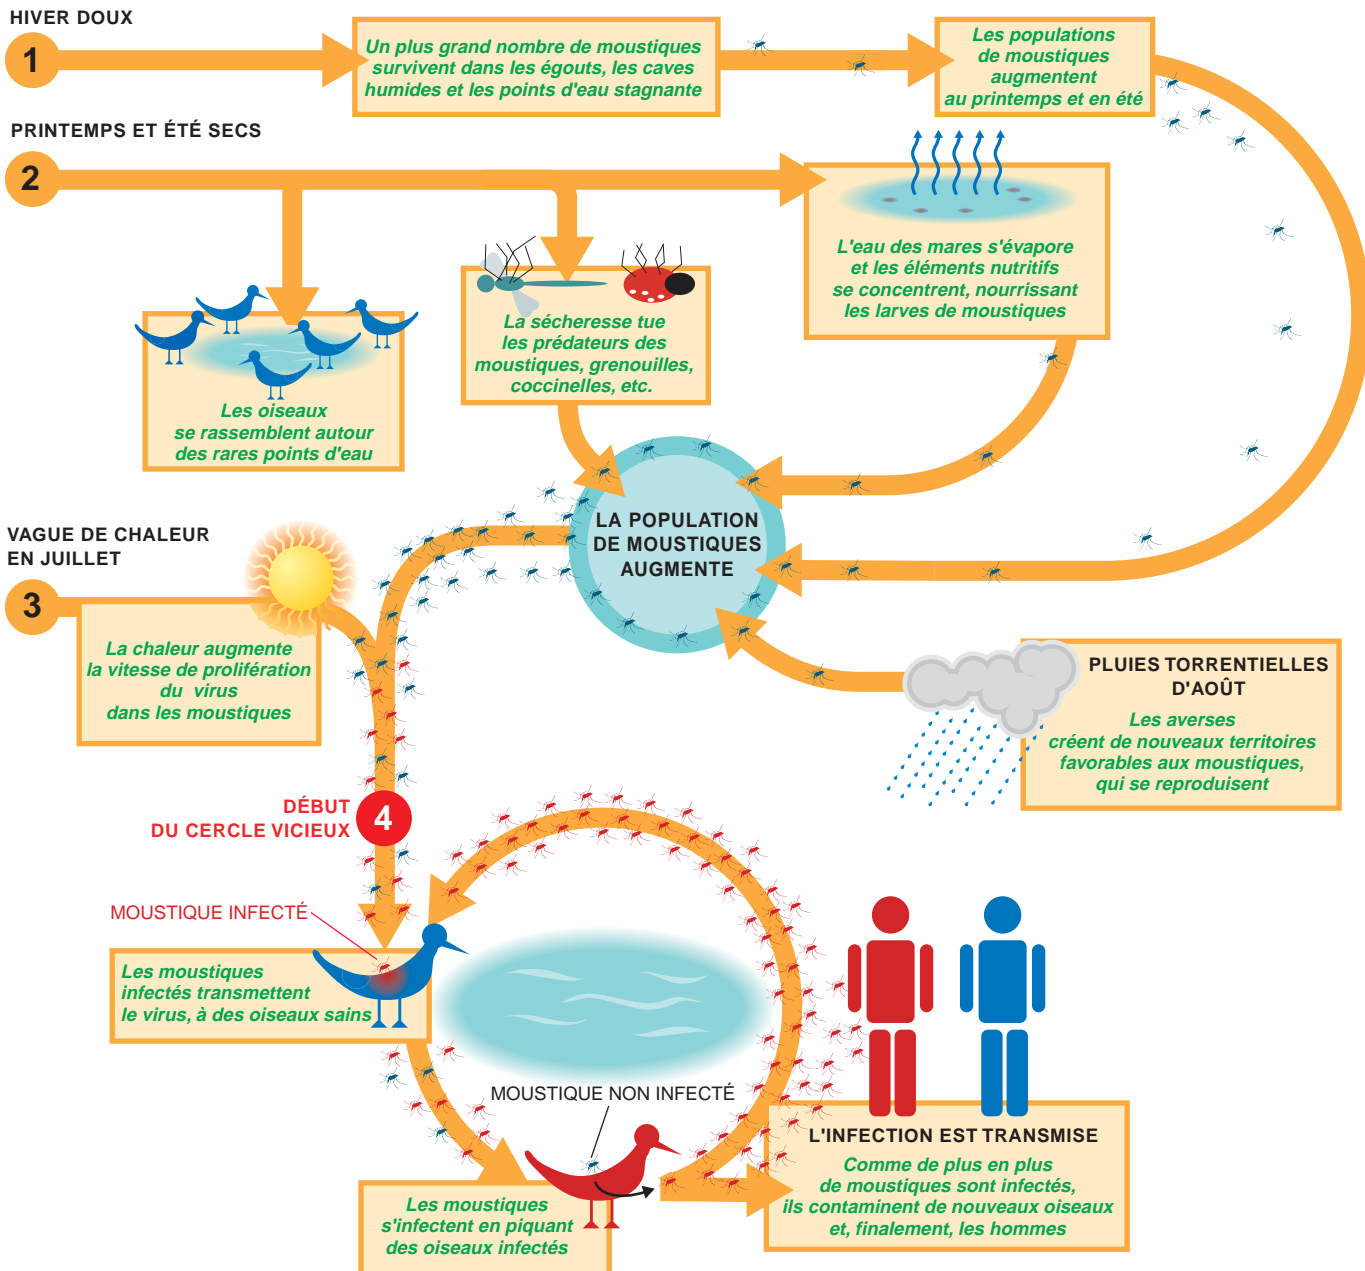 HIVER DOUX
1
Un plus grand nombre de moustiques
survivent dans les égouts, les caves
humides et les points d'eau stagnante
Les populations
de moustiques
augmentent
au printemps et en été
PRINTEMPS ET ÉTÉ SECS
2
L'eau des mares s'évapore
et les éléments nutritifs
se concentrent, nourrissant
les larves de moustiques
La sécheresse tue
les prédateurs des
moustiques, grenouilles,
coccinelles, etc.
Les oiseaux
se rassemblent autour
des rares points d'eau
LA POPULATION
DE MOUSTIQUES
AUGMENTE
VAGUE DE CHALEUR
EN JUILLET
3
La chaleur augmente
la vitesse de prolifération
du virus
dans les moustiques
PLUIES TORRENTIELLES
D'AOÛT
Les averses
créent de nouveaux territoires
favorables aux moustiques,
qui se reproduisent
DÉBUT
DU CERCLE VICIEUX
4
MOUSTIQUE INFECTÉ
Les moustiques
infectés transmettent
le virus, à des oiseaux sains
MOUSTIQUE NON INFECTÉ
Les moustiques
s'infectent en piquant
des oiseaux infectés
L'INFECTION EST TRANSMISE
Comme de plus en plus
de moustiques sont infectés,
ils contaminent de nouveaux oiseaux
et, finalement, les hommes